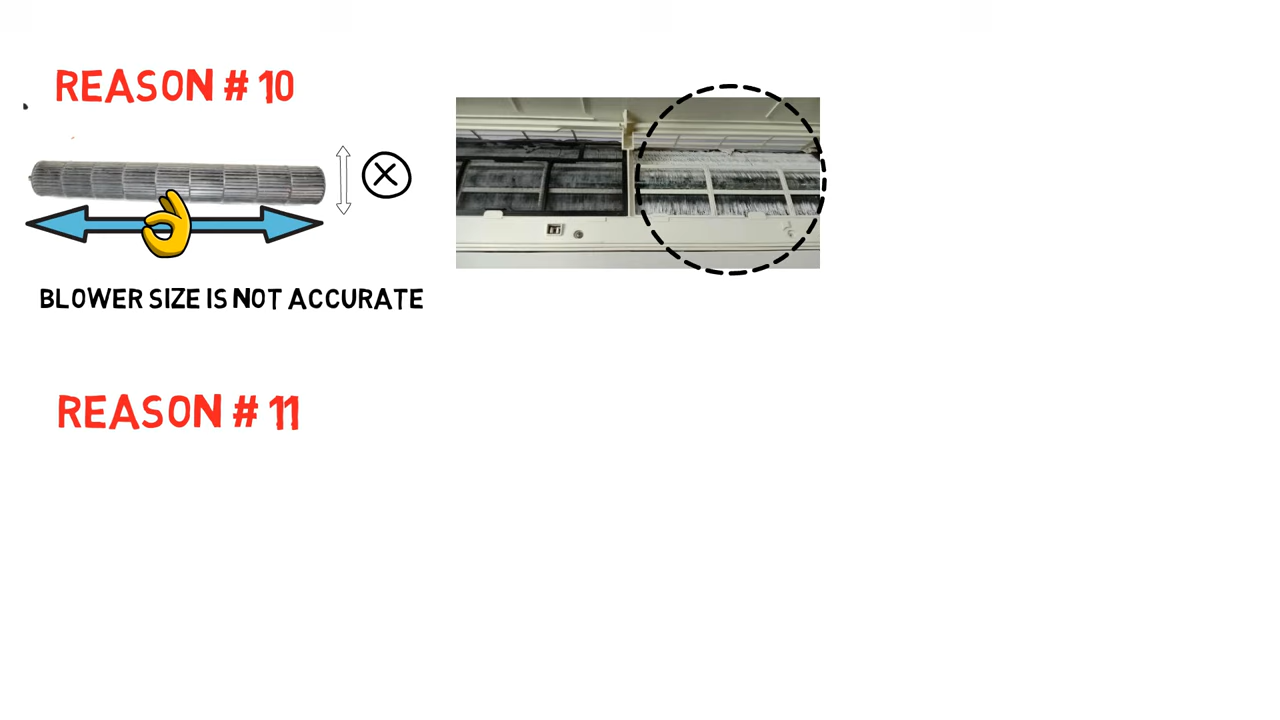 REASON # 10
BLOWER SIZE IS NOT ACCURATE
REASON # 11